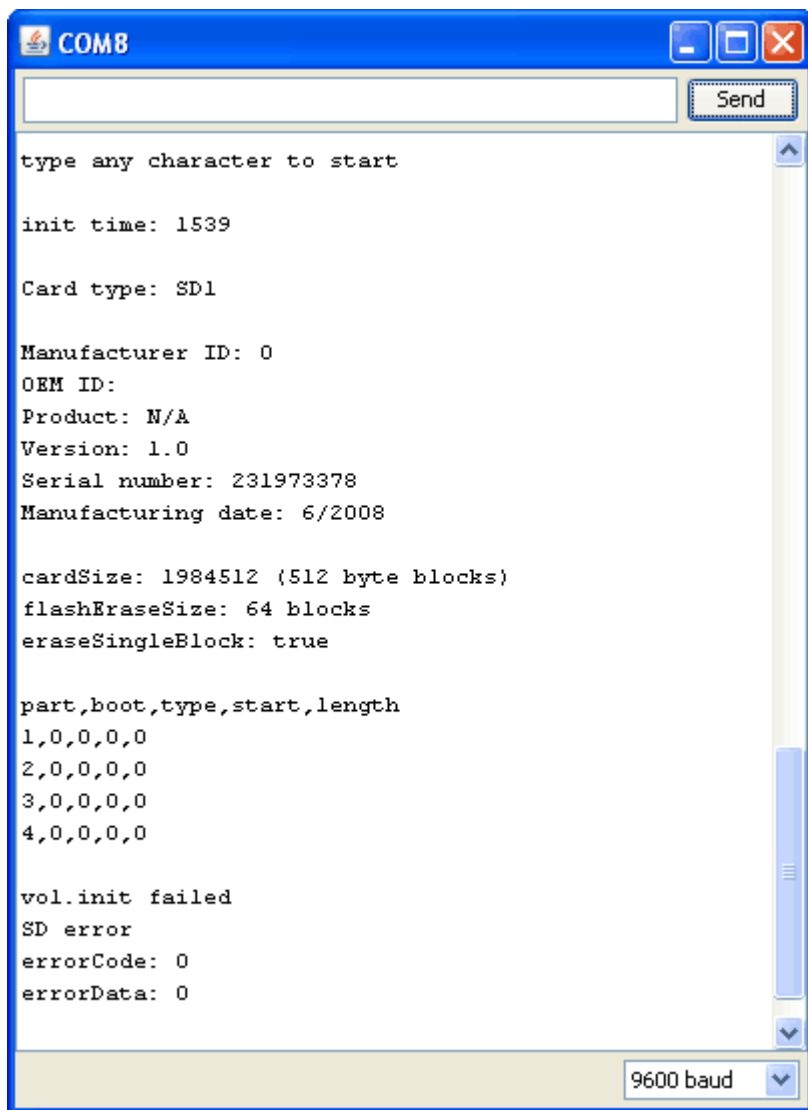 COM8
Send
type any character to start
init time: 1539
Card type: SD1
Manufacturer ID: 0
OEM ID:
Product: N/A
Version: 1.0
Serial number: 231973378
Manufacturing date: 6/2008
cardSize: 1984512 (512 byte blocks)
flashEraseSize: 64 blocks
eraseSingleBlock: true
part,boot,type,start,length
1,0,0,0,0
2,0,0,0,0
3,0,0,0,0
4,0,0,0,0
vol.init failed
SD error
errorCode: 0
errorData: 0
9600 baud